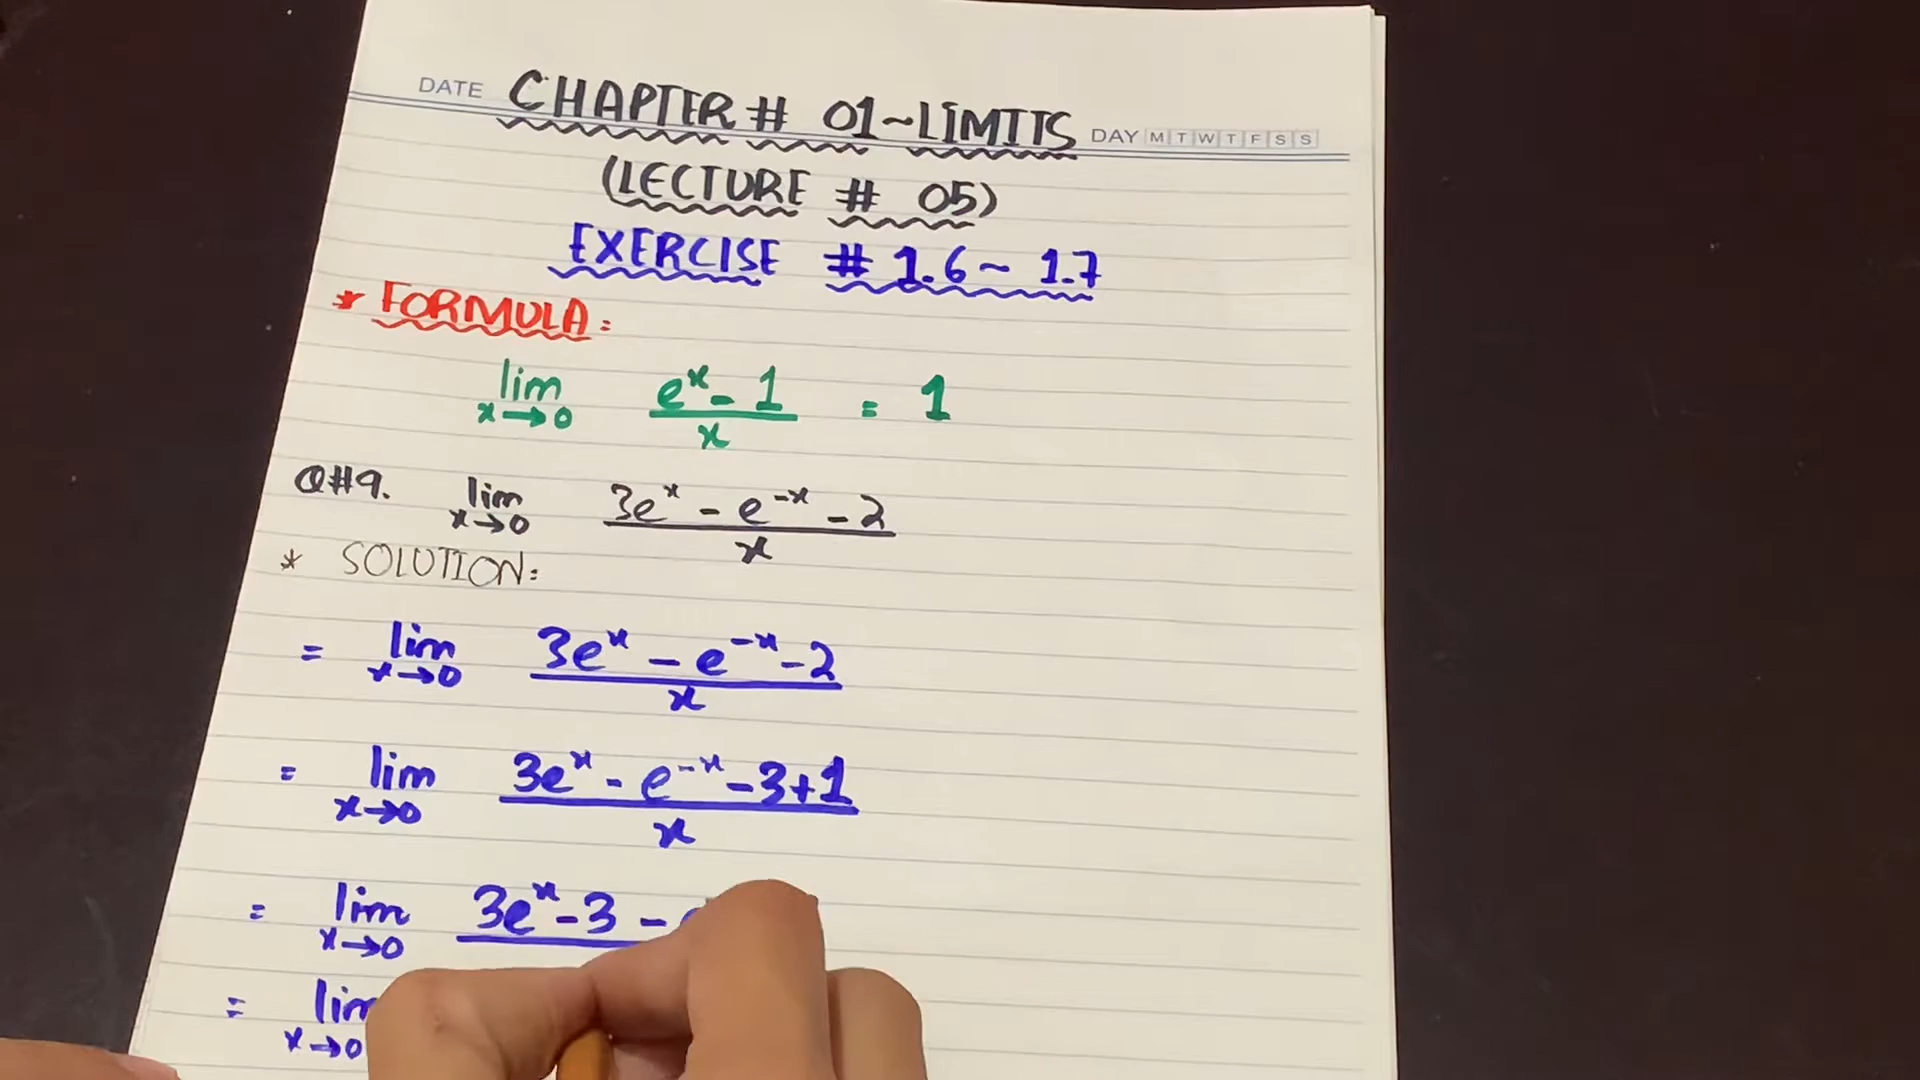 DATE CHAPTER # 01~LIMITS DAY M T W T F S S
(LECTURE # 05)
EXERCISE # 1.6~ 1.7
* FORMULA:
lim x→0 (e^x - 1)/x = 1
Q#9. lim x→0 (3e^x - e^-x - 2)/x
* SOLUTION:
= lim x→0 (3e^x - e^-x - 2)/x
= lim x→0 (3e^x - e^-x - 3+1)/x
= lim x→0 3e^x - 3 -
= lim x→0